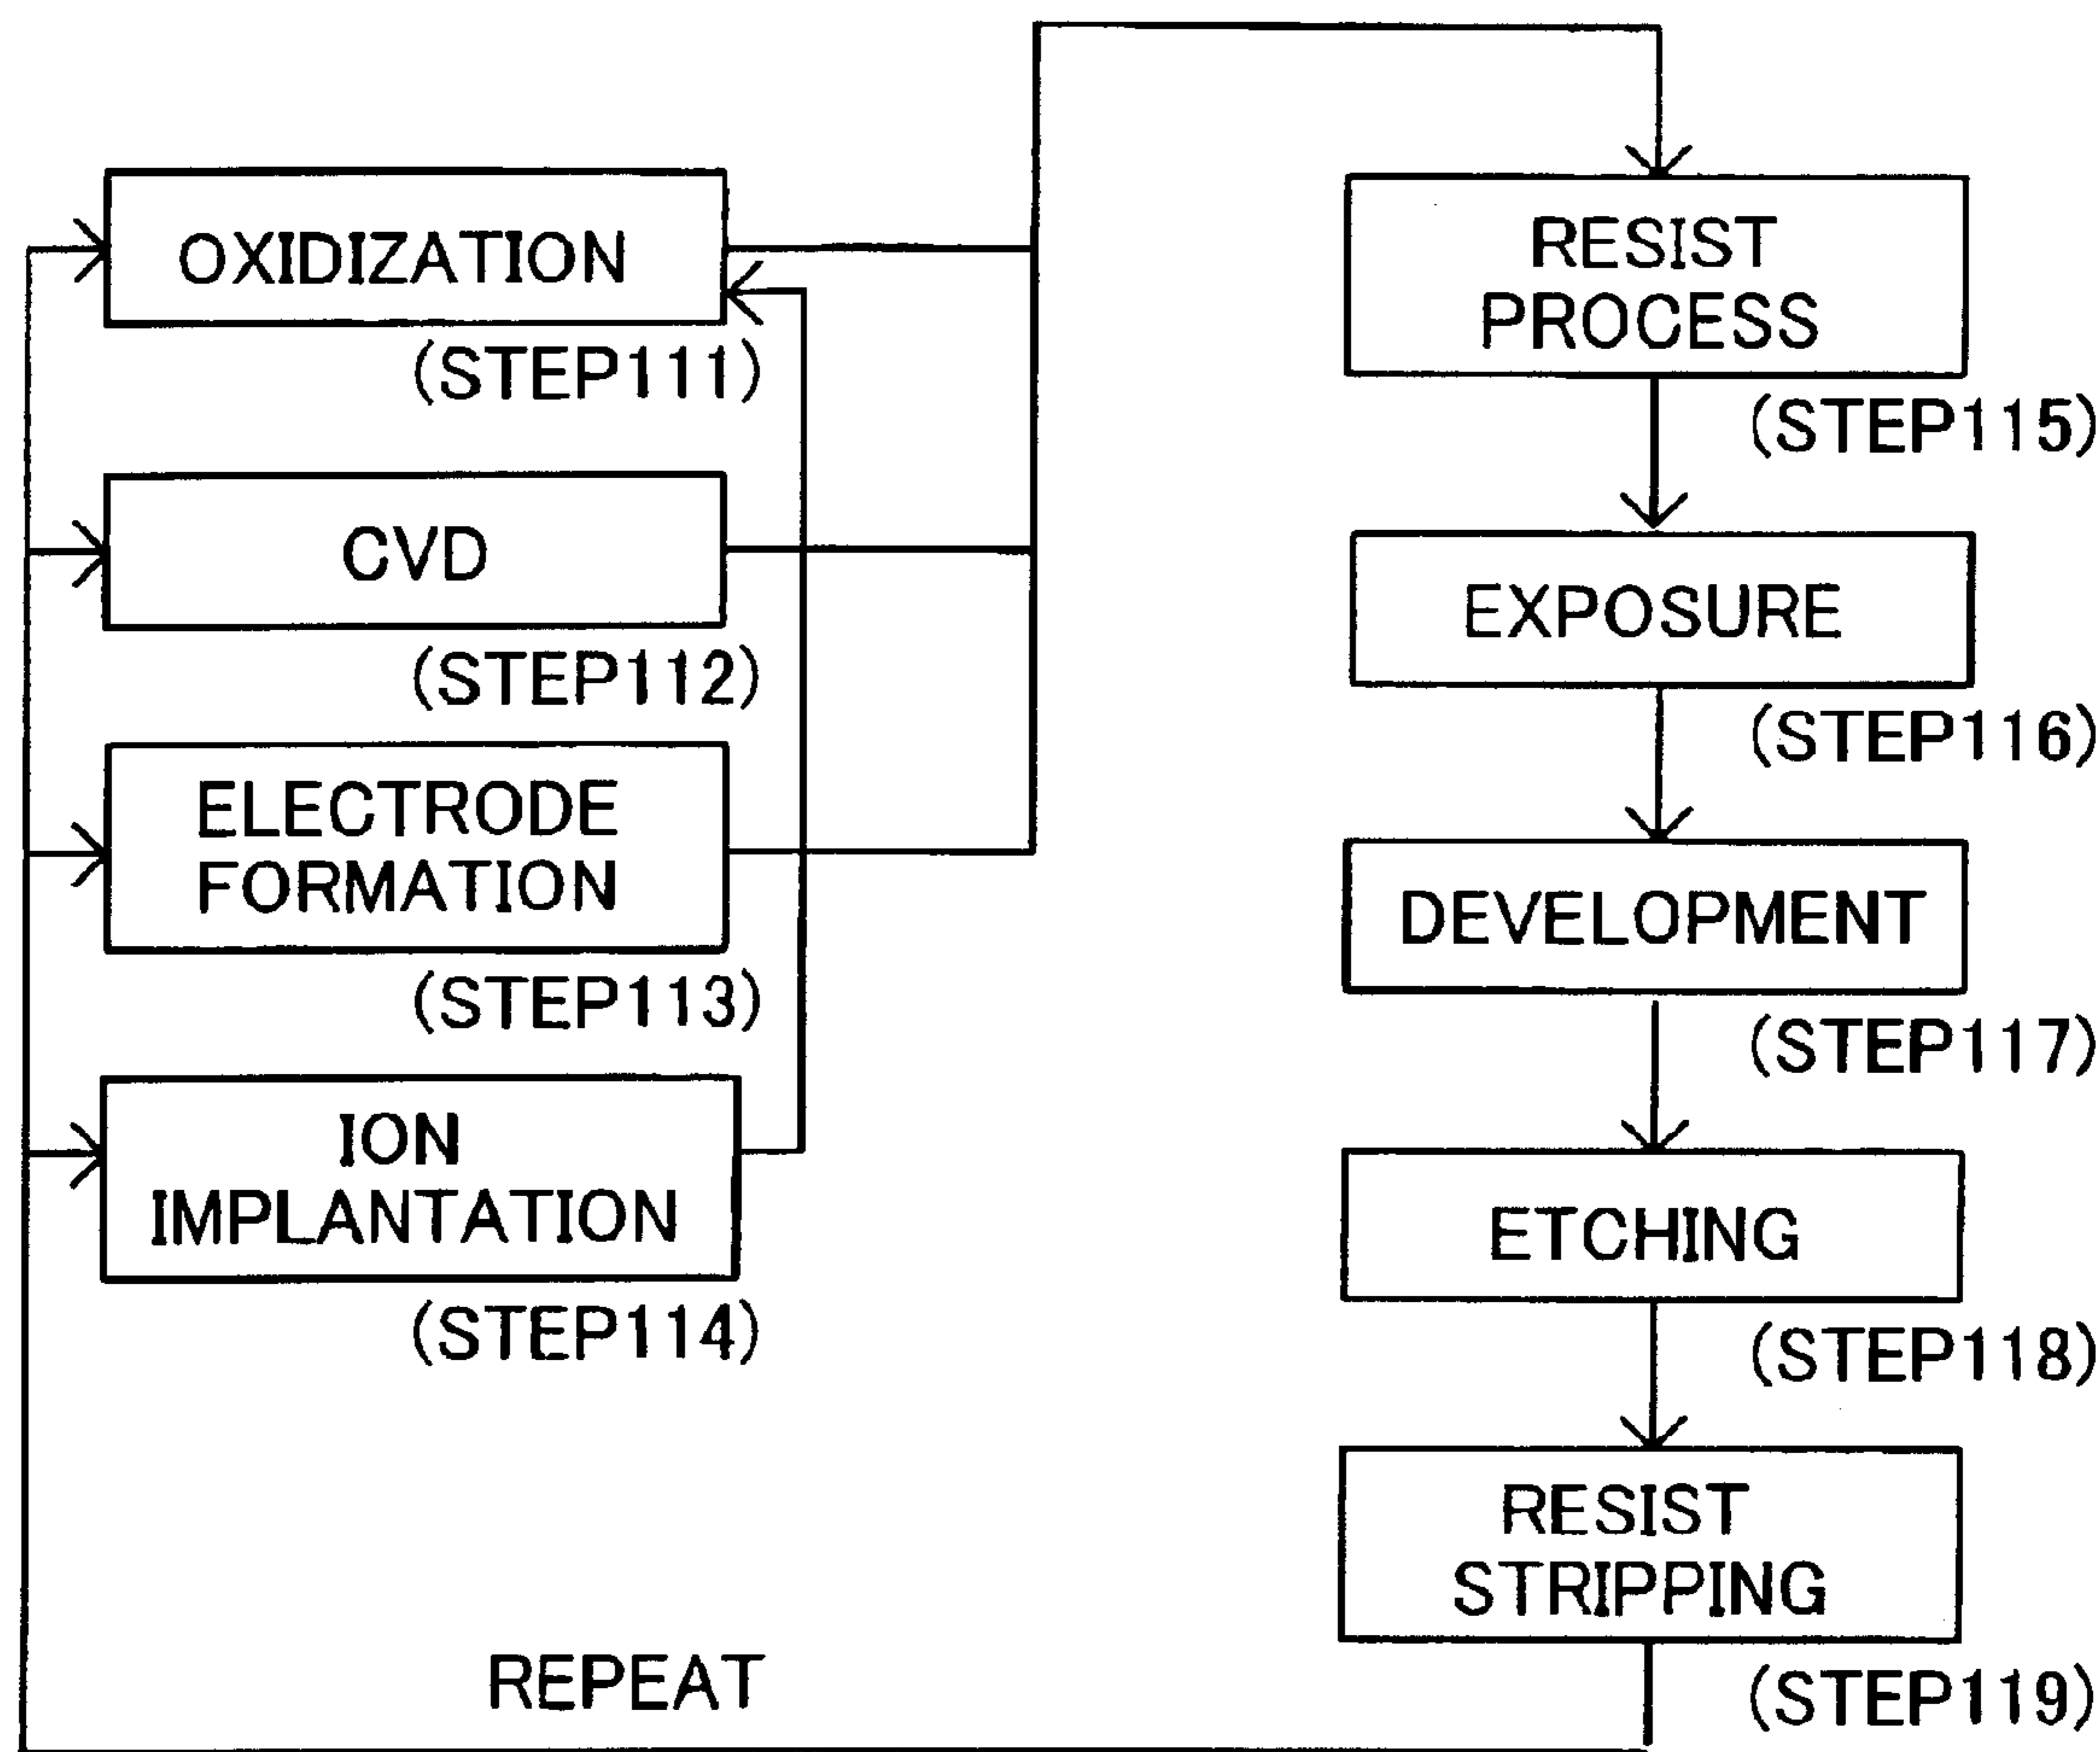 OXIDIZATION
(STEP111)
CVD
(STEP112)
ELECTRODE
FORMATION
(STEP113)
ION
IMPLANTATION
(STEP114)
RESIST
PROCESS
(STEP115)
EXPOSURE
(STEP116)
DEVELOPMENT
(STEP117)
ETCHING
(STEP118)
RESIST
STRIPPING
(STEP119)
REPEAT